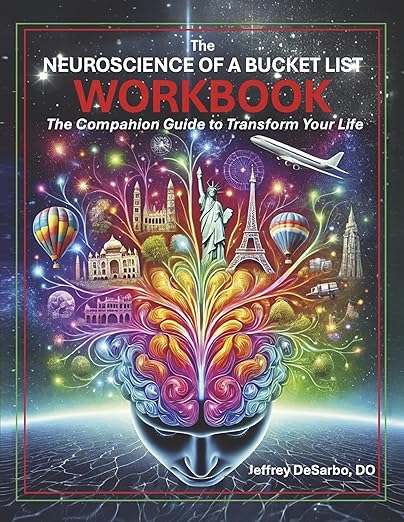 The
NEUROSCIENCE OF A BUCKET LIST
WORKBOOK
The Companion Guide to Transform Your Life
Jeffrey DeSarbo, DO